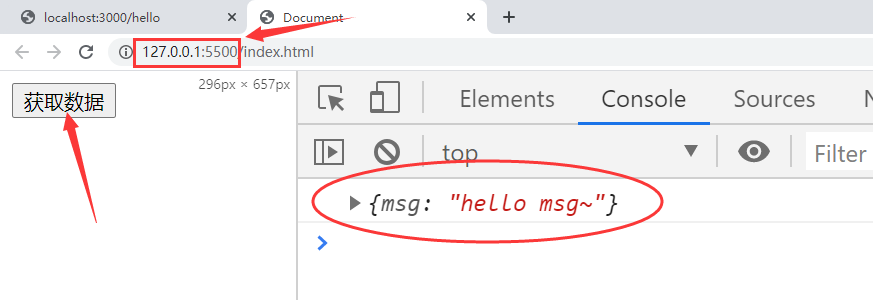 localhost:3000/hello
Document
127.0.0.1:5500/index.html
获取数据
296px × 657px
Elements Console Sources
top Filter
{msg: "hello msg~"}